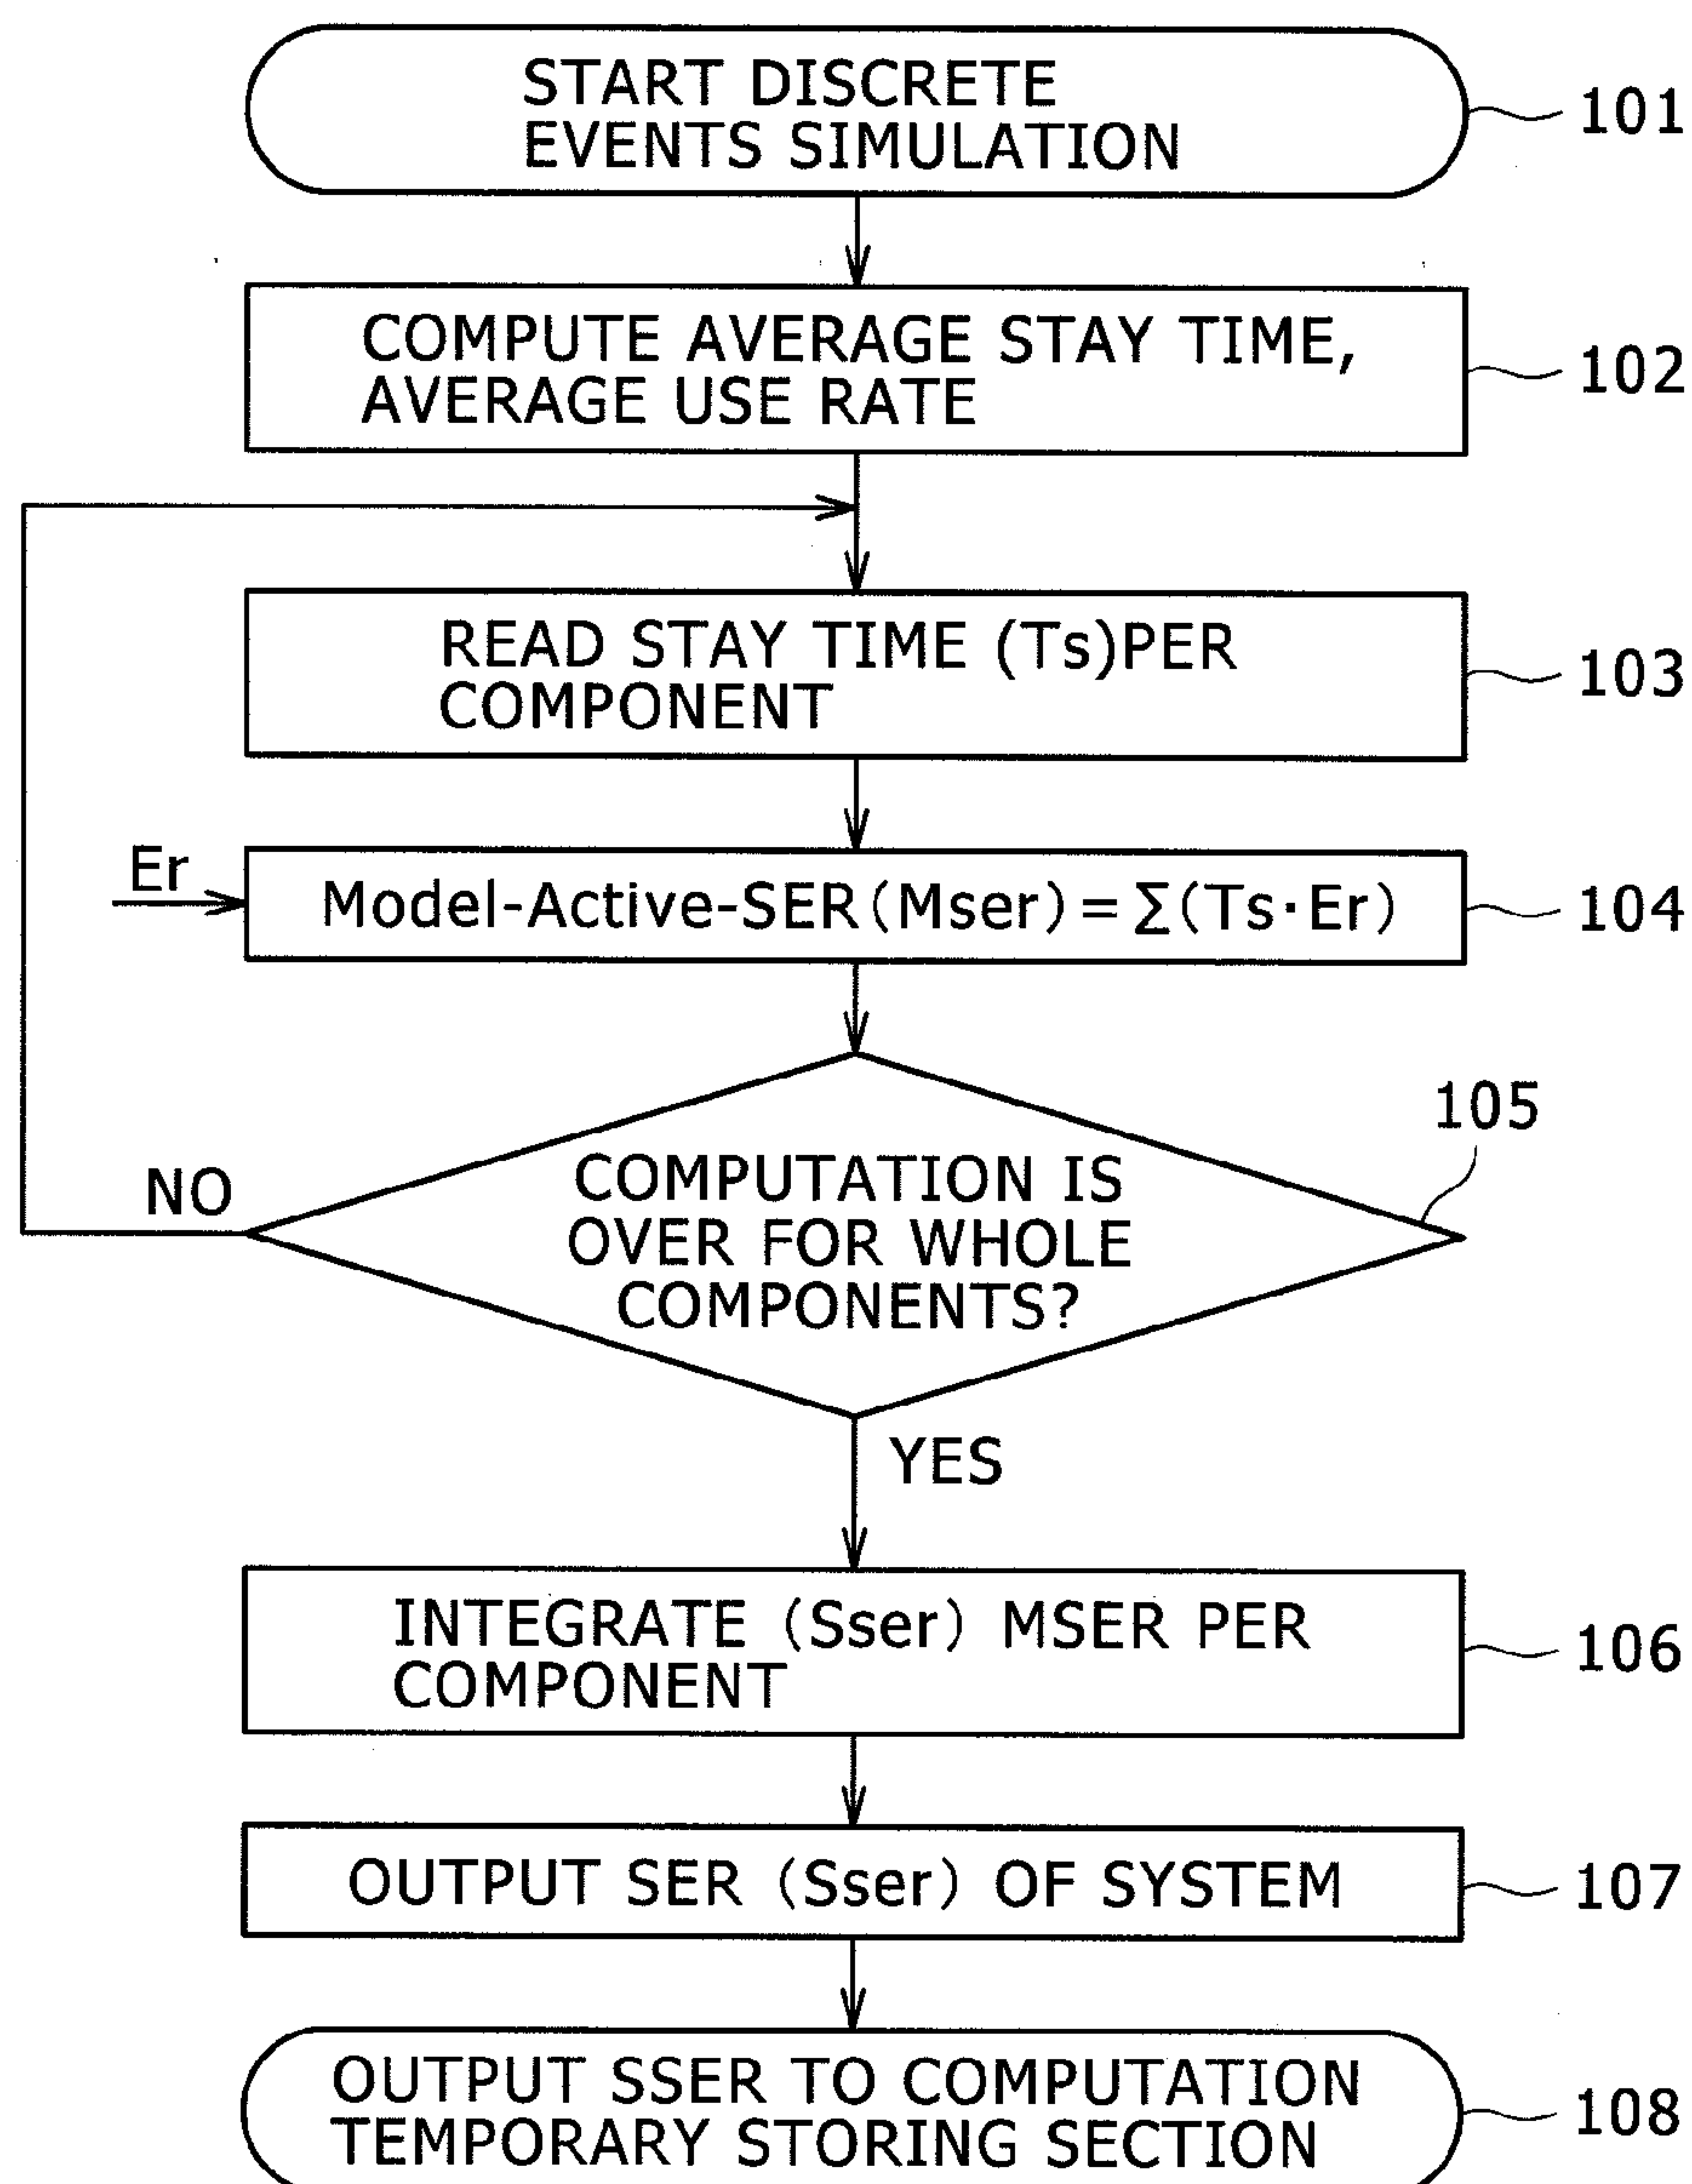 START DISCRETE
EVENTS SIMULATION
101
COMPUTE AVERAGE STAY TIME,
AVERAGE USE RATE
102
READ STAY TIME (Ts)PER
COMPONENT
103
Er
Model-Active-SER(Mser)=Σ(Ts·Er)
104
105
COMPUTATION IS
OVER FOR WHOLE
COMPONENTS?
NO
YES
INTEGRATE (Sser) MSER PER
COMPONENT
106
OUTPUT SER (Sser) OF SYSTEM
107
OUTPUT SSER TO COMPUTATION
TEMPORARY STORING SECTION
108